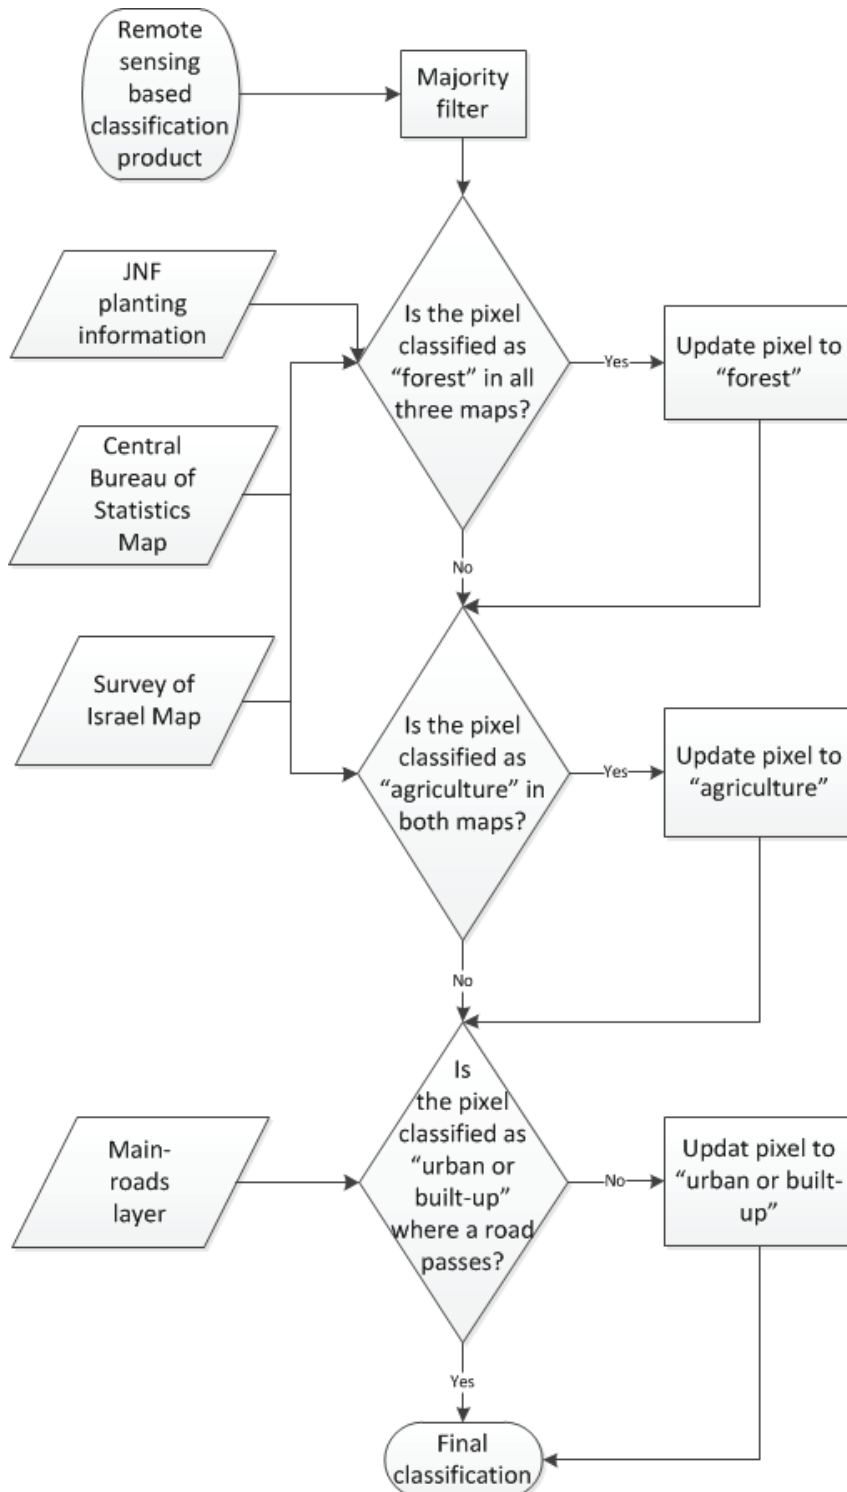 Remote
sensing
based
classification
product
Majority
filter
JNF
planting
information
Is the pixel
classified as
“forest” in all
three maps?
Yes
Update pixel to
“forest”
Central
Bureau of
Statistics
Map
No
Survey of
Israel Map
Is the pixel
classified as
“agriculture” in
both maps?
Yes
Update pixel to
“agriculture”
No
Main-
roads
layer
Is
the pixel
classified as
“urban or
built-up”
where a road
passes?
No
Updat pixel to
“urban or built-
up”
Yes
Final
classification